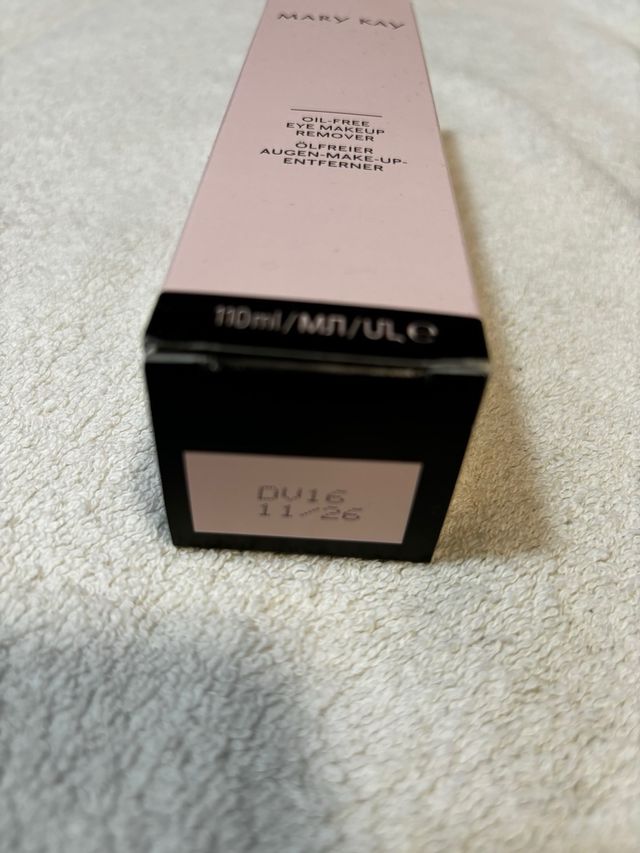 MARY KAY
OIL-FREE
EYE MAKEUP
REMOVER
ÖLFREIER
AUGEN-MAKE-UP-
ENTFERNER
110ml/МЛ/UL ℮
DV16
11/26